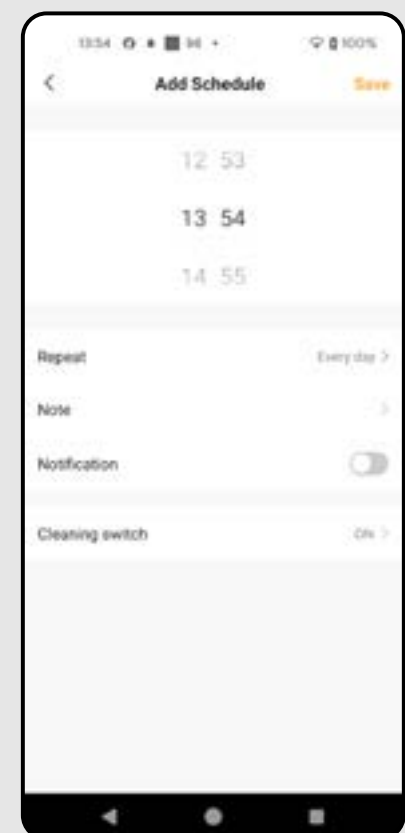 13:54 100%
Add Schedule Save
12 53
13 54
14 55
Repeat Every day >
Note >
Notification
Cleaning switch ON >